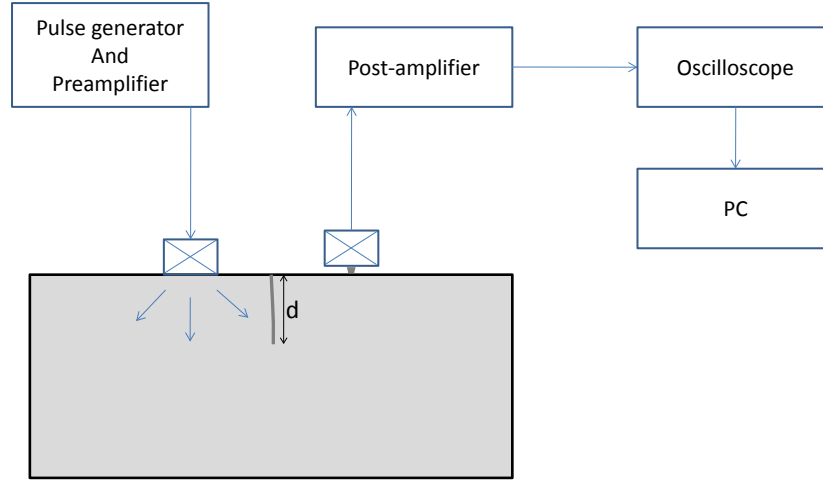 Pulse generator
And
Preamplifier
Post-amplifier
Oscilloscope
PC
d